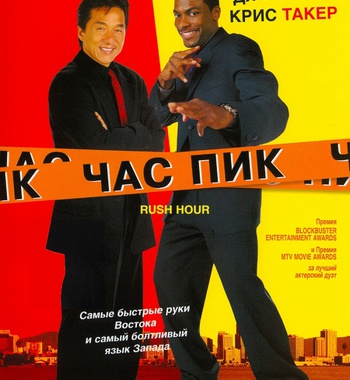 КРИС ТАКЕР
ЧАС ПИК
RUSH HOUR
Премия
BLOCKBUSTER
ENTERTAINMENT AWARDS
и Премия
MTV MOVIE AWARDS
за лучший
актерский дуэт
Самые быстрые руки
Востока
и самый болтливый
язык Запада